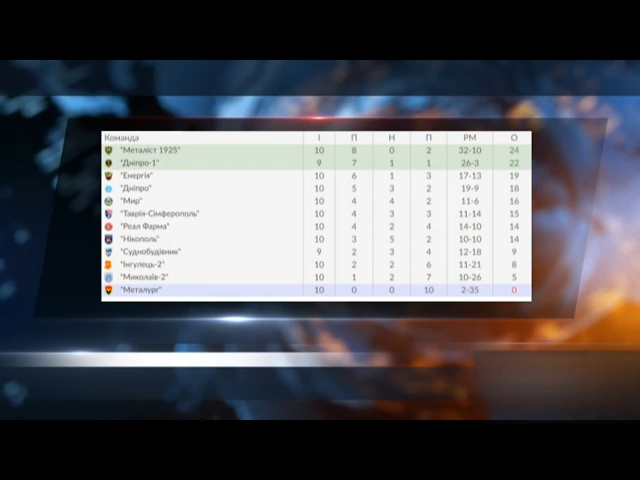 Команда І П Н П РМ О
"Металіст 1925" 10 8 0 2 32-10 24
"Дніпро-1" 9 7 1 1 26-3 22
"Енергія" 10 6 1 3 17-13 19
"Дніпро" 10 5 3 2 19-9 18
"Мир" 10 4 4 2 11-6 16
"Таврія-Сімферополь" 10 4 3 3 11-14 15
"Реал Фарма" 10 4 2 4 14-10 14
"Нікополь" 10 3 5 2 10-10 14
"Суднобудівник" 9 2 3 4 12-18 9
"Інгулець-2" 10 2 2 6 11-21 8
"Миколаїв-2" 10 1 2 7 10-26 5
"Металург" 10 0 0 10 2-35 0